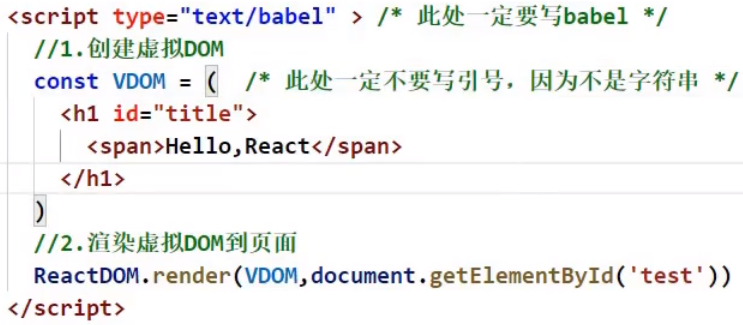 <script type="text/babel" > /* 此处一定要写babel */
//1.创建虚拟DOM
const VDOM = (  /* 此处一定不要写引号，因为不是字符串 */
<h1 id="title">
<span>Hello,React</span>
</h1>
)
//2.渲染虚拟DOM到页面
ReactDOM.render(VDOM,document.getElementById('test'))
</script>